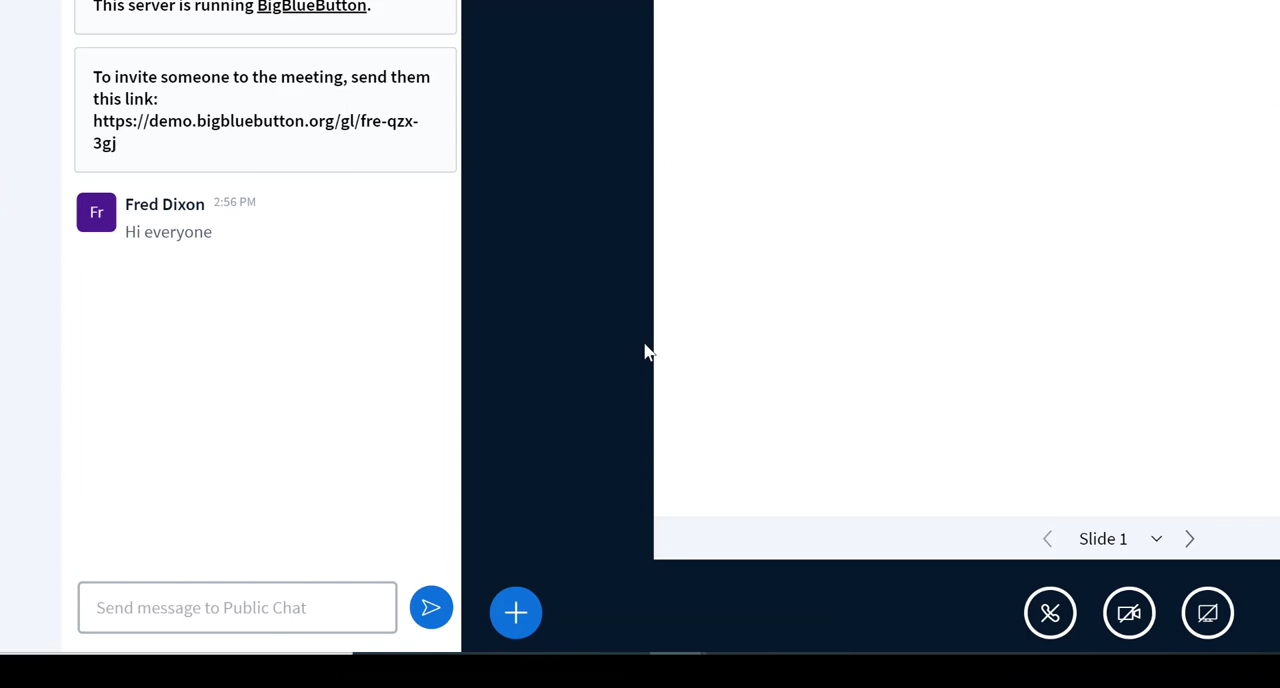 This server is running BigBlueButton.
To invite someone to the meeting, send them
this link:
https://demo.bigbluebutton.org/gl/fre-qzx-
3gj
Fr
Fred Dixon 2:56 PM
Hi everyone
Slide 1
Send message to Public Chat